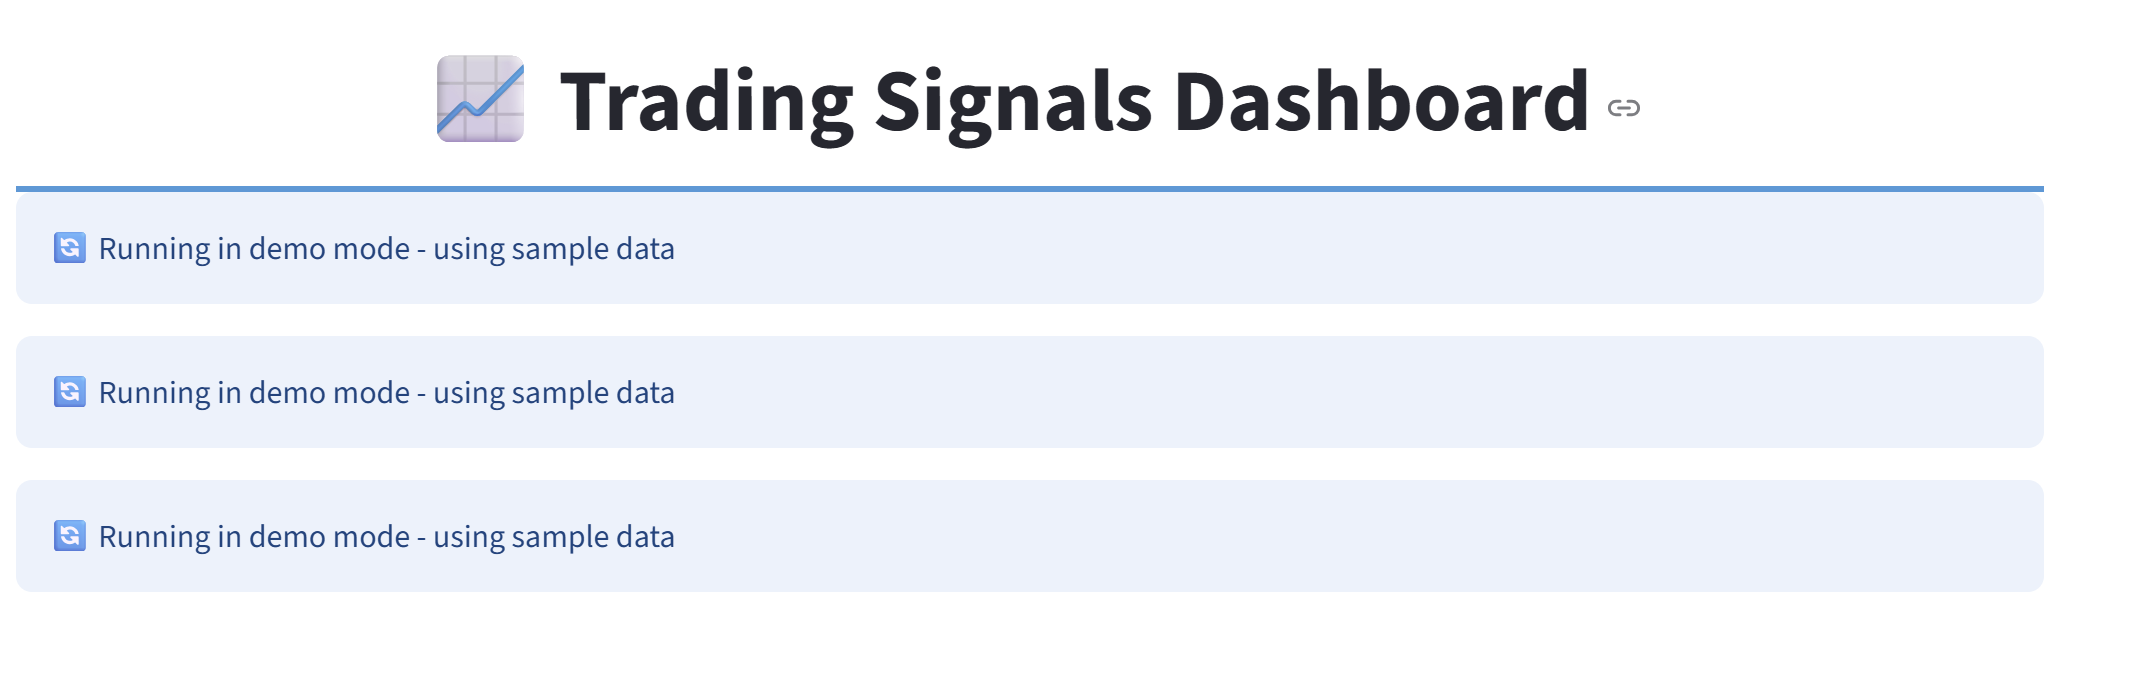 Trading Signals Dashboard
Running in demo mode - using sample data
Running in demo mode - using sample data
Running in demo mode - using sample data